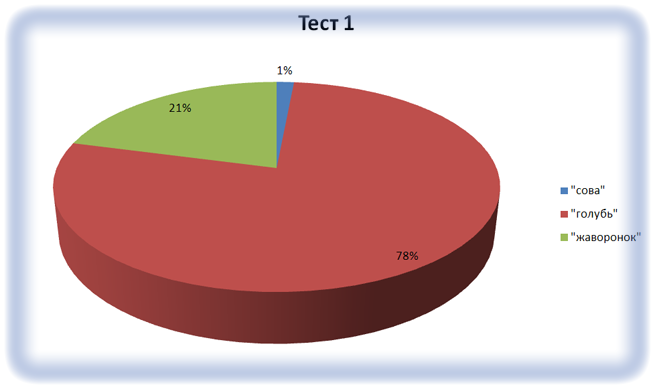 Тест 1
1%
21%
78%
"сова"
"голубь"
"жаворонок"